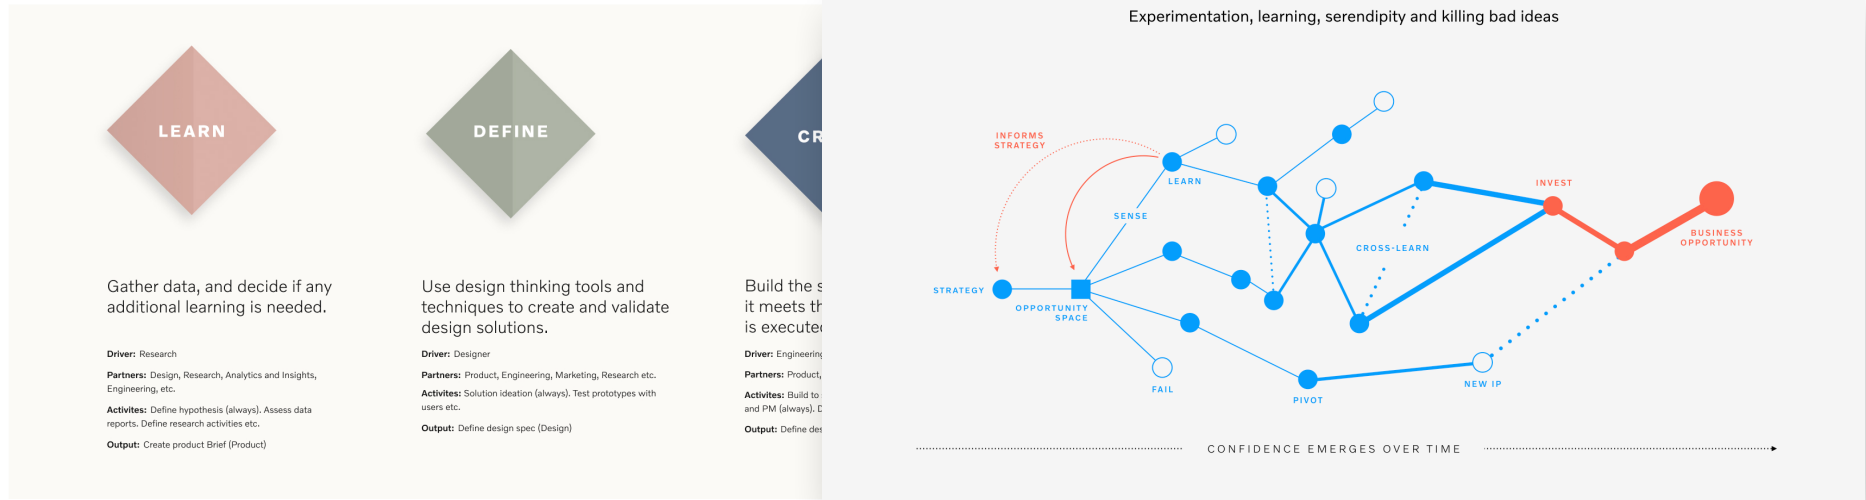 LEARN
Gather data, and decide if any
additional learning is needed.
Driver: Research
Partners: Design, Research, Analytics and Insights,
Engineering, etc.
Activites: Define hypothesis (always). Assess data
reports. Define research activities etc.
Output: Create product Brief (Product)
DEFINE
Use design thinking tools and
techniques to create and validate
design solutions.
Driver: Designer
Partners: Product, Engineering, Marketing, Research etc.
Activites: Solution ideation (always). Test prototypes with
users etc.
Output: Define design spec (Design)
CR
Build the s
it meets th
is executed
Driver: Engineering
Partners: Product,
Activites: Build to
and PM (always). D
Output: Define des
Experimentation, learning, serendipity and killing bad ideas
INFORMS
STRATEGY
LEARN
SENSE
STRATEGY
OPPORTUNITY
SPACE
FAIL
PIVOT
NEW IP
CROSS-LEARN
INVEST
BUSINESS
OPPORTUNITY
CONFIDENCE EMERGES OVER TIME